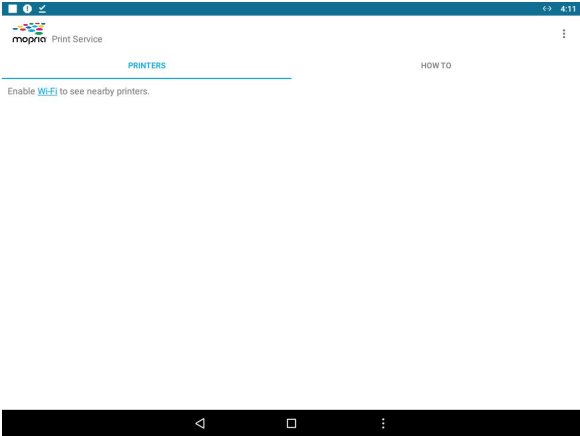 4:11
mopria Print Service
PRINTERS HOW TO
Enable Wi-Fi to see nearby printers.